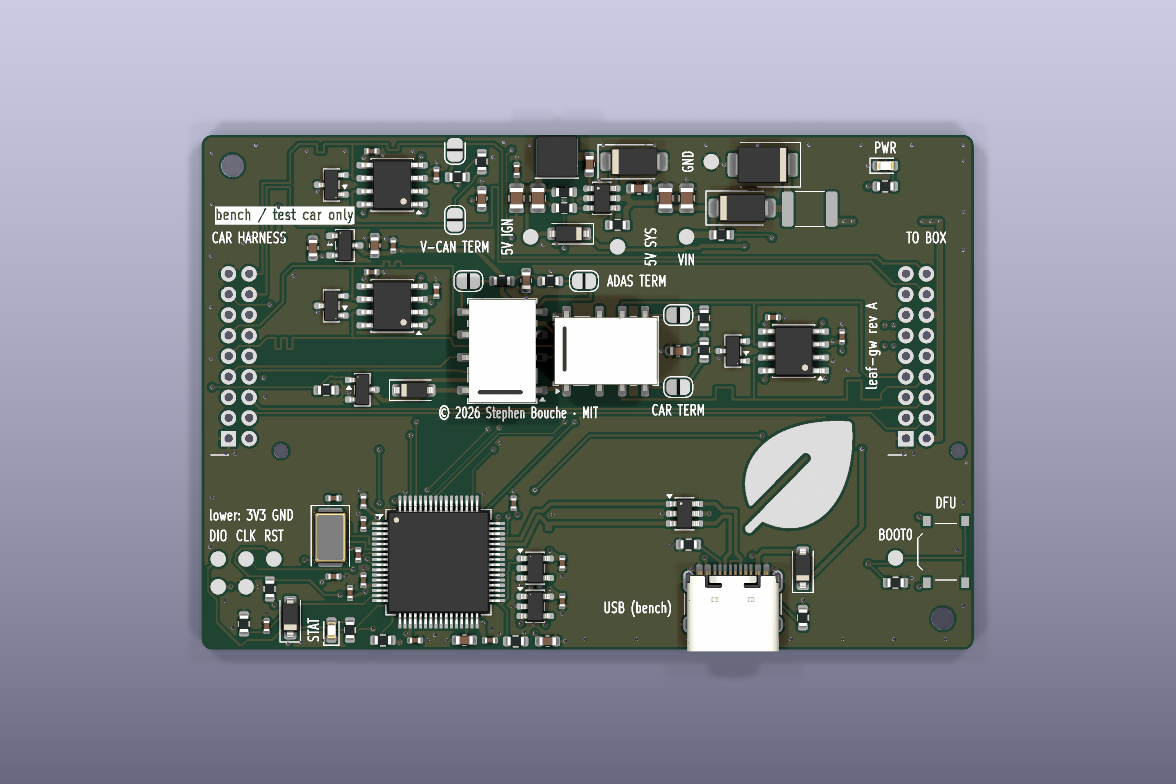 PWR
GND
bench / test car only
CAR HARNESS
V-CAN TERM
5V IGN
5V SYS
VIN
TO BOX
ADAS TERM
leaf-gw rev A
© 2026 Stephen Bouche · MIT
CAR TERM
lower: 3V3 GND
DIO CLK RST
DFU
BOOT0
USB (bench)
STAT